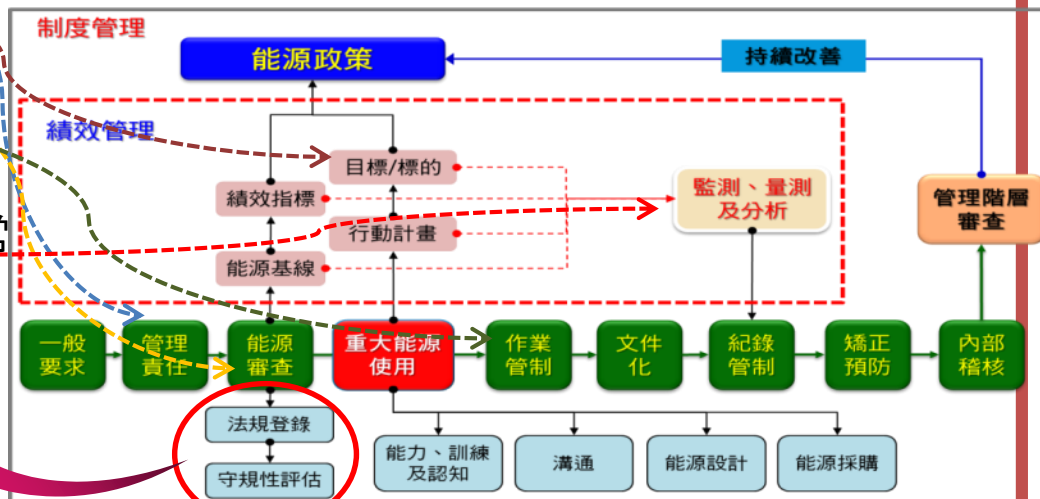 制度管理
能源政策
持續改善
績效管理
目標/標的
績效指標
監測、量測
及分析
管理階層
審查
行動計畫
能源基線
一般
要求
管理
責任
能源
審查
重大能源
使用
作業
管制
文件
化
紀錄
管制
矯正
預防
內部
稽核
法規登錄
守規性評估
能力、訓練
及認知
溝通
能源設計
能源採購